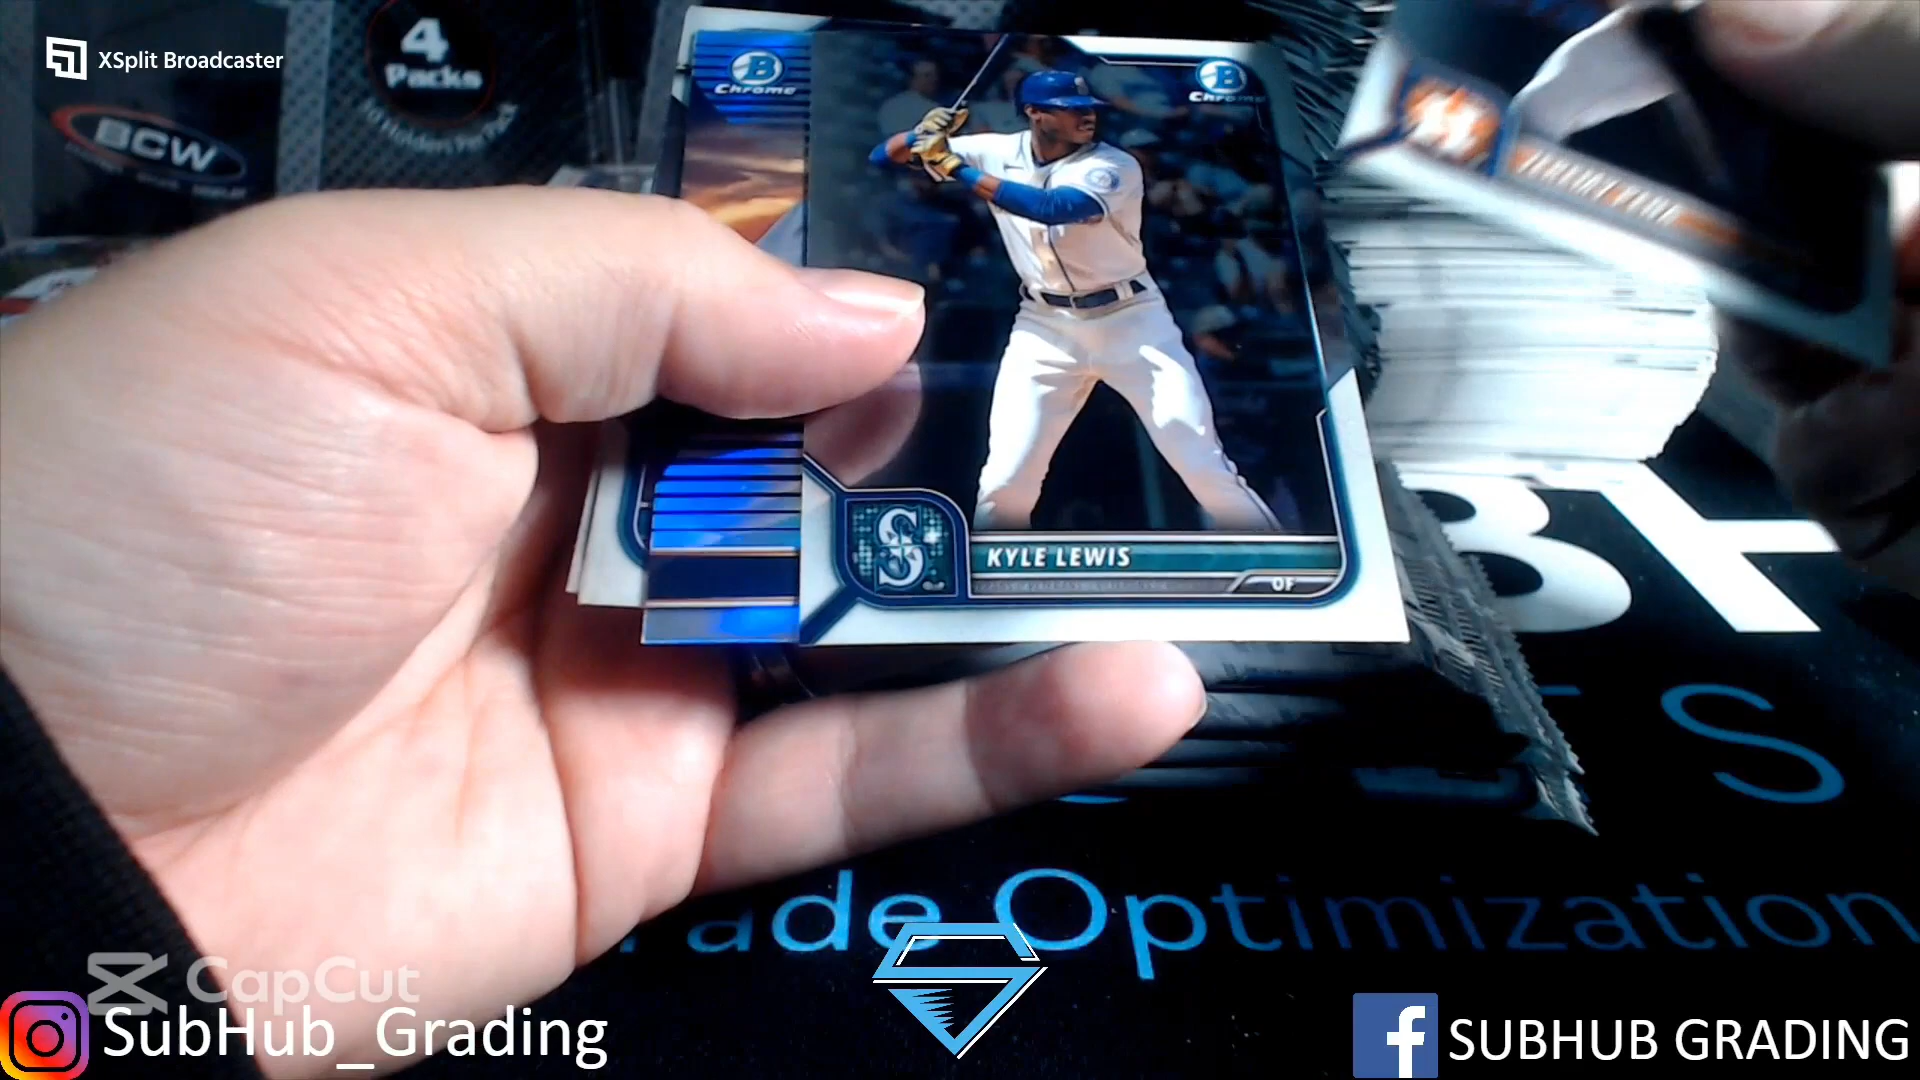 XSplit Broadcaster
4
Packs
BCW
B
Chrome
B
Chrome
S
KYLE LEWIS
OF
S
ade Optimization
CapCut
SubHub_Grading
SUBHUB GRADING